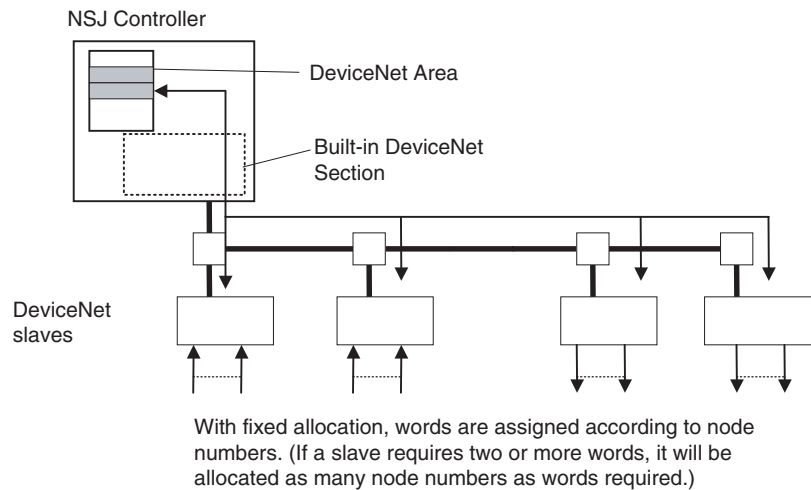 NSJ Controller
DeviceNet Area
Built-in DeviceNet
Section
DeviceNet
slaves
With fixed allocation, words are assigned according to node
numbers. (If a slave requires two or more words, it will be
allocated as many node numbers as words required.)